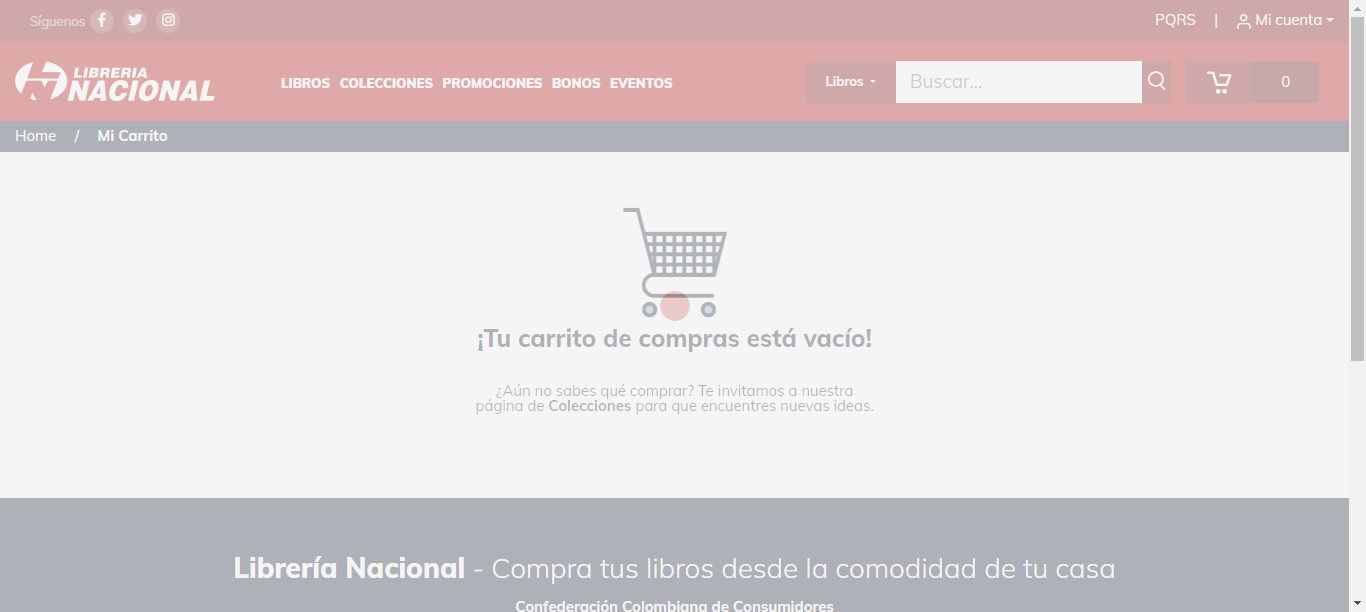 Síguenos
PQRS | Mi cuenta
LIBRERIA
NACIONAL
LIBROS COLECCIONES PROMOCIONES BONOS EVENTOS
Libros
Buscar...
0
Home / Mi Carrito
¡Tu carrito de compras está vacío!
¿Aún no sabes qué comprar? Te invitamos a nuestra
página de Colecciones para que encuentres nuevas ideas.
Librería Nacional - Compra tus libros desde la comodidad de tu casa
Confederación Colombiana de Consumidores